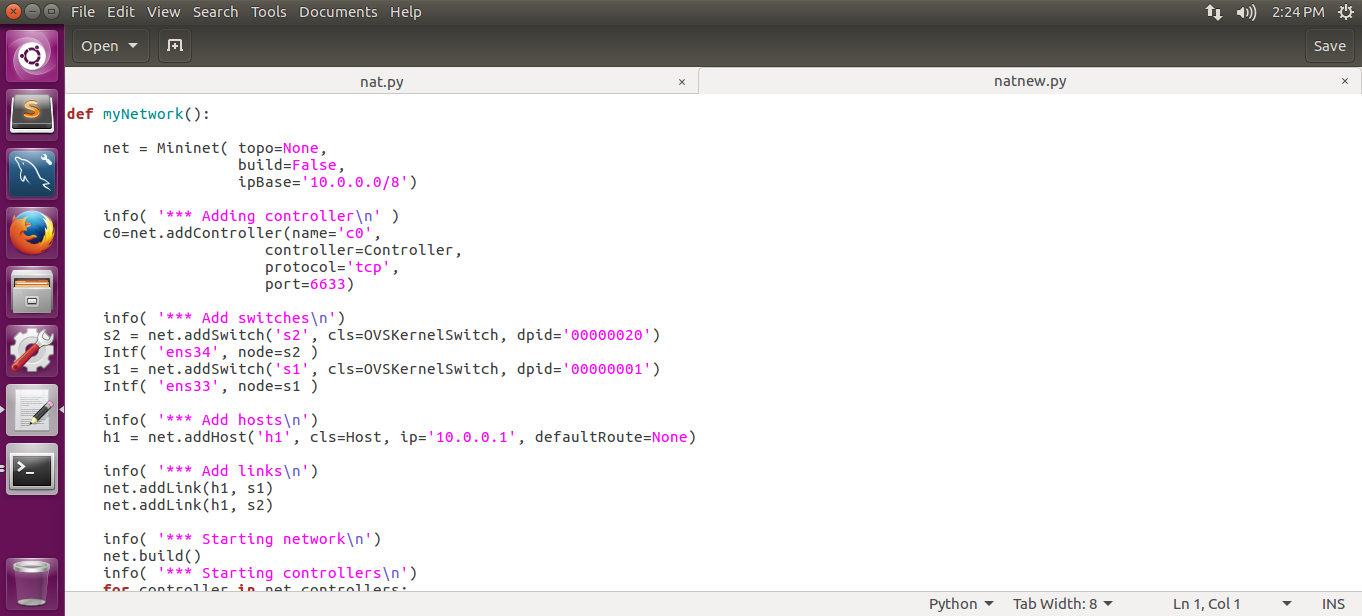 File Edit View Search Tools Documents Help 2:24 PM
Open Save
nat.py × natnew.py ×
def myNetwork():
    net = Mininet( topo=None,
                   build=False,
                   ipBase='10.0.0.0/8')
    info( '*** Adding controller\n' )
    c0=net.addController(name='c0',
                      controller=Controller,
                      protocol='tcp',
                      port=6633)
    info( '*** Add switches\n')
    s2 = net.addSwitch('s2', cls=OVSKernelSwitch, dpid='00000020')
    Intf( 'ens34', node=s2 )
    s1 = net.addSwitch('s1', cls=OVSKernelSwitch, dpid='00000001')
    Intf( 'ens33', node=s1 )
    info( '*** Add hosts\n')
    h1 = net.addHost('h1', cls=Host, ip='10.0.0.1', defaultRoute=None)
    info( '*** Add links\n')
    net.addLink(h1, s1)
    net.addLink(h1, s2)
    info( '*** Starting network\n')
    net.build()
    info( '*** Starting controllers\n')
    for controller in net.controllers:
Python Tab Width: 8 Ln 1, Col 1 INS